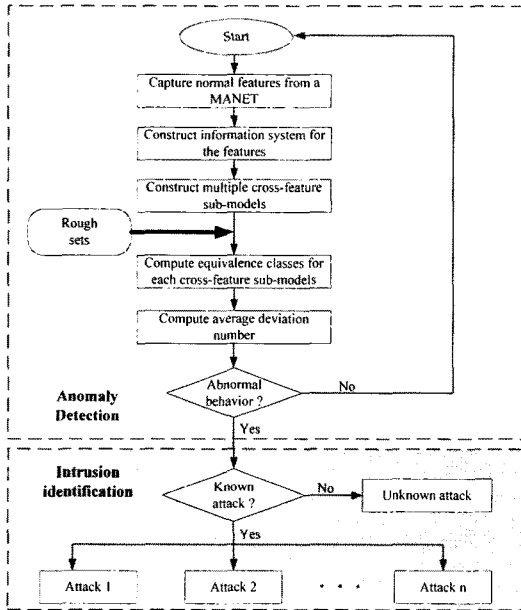 Start
Capture normal features from a
MANET
Construct information system for
the features
Construct multiple cross-feature
sub-models
Rough
sets
Compute equivalence classes for
each cross-feature sub-models
Compute average deviation
number
Abnormal
behavior ?
No
Anomaly
Detection
Yes
Intrusion
identification
Known
attack ?
No
Unknown attack
Yes
Attack 1
Attack 2
. . .
Attack n